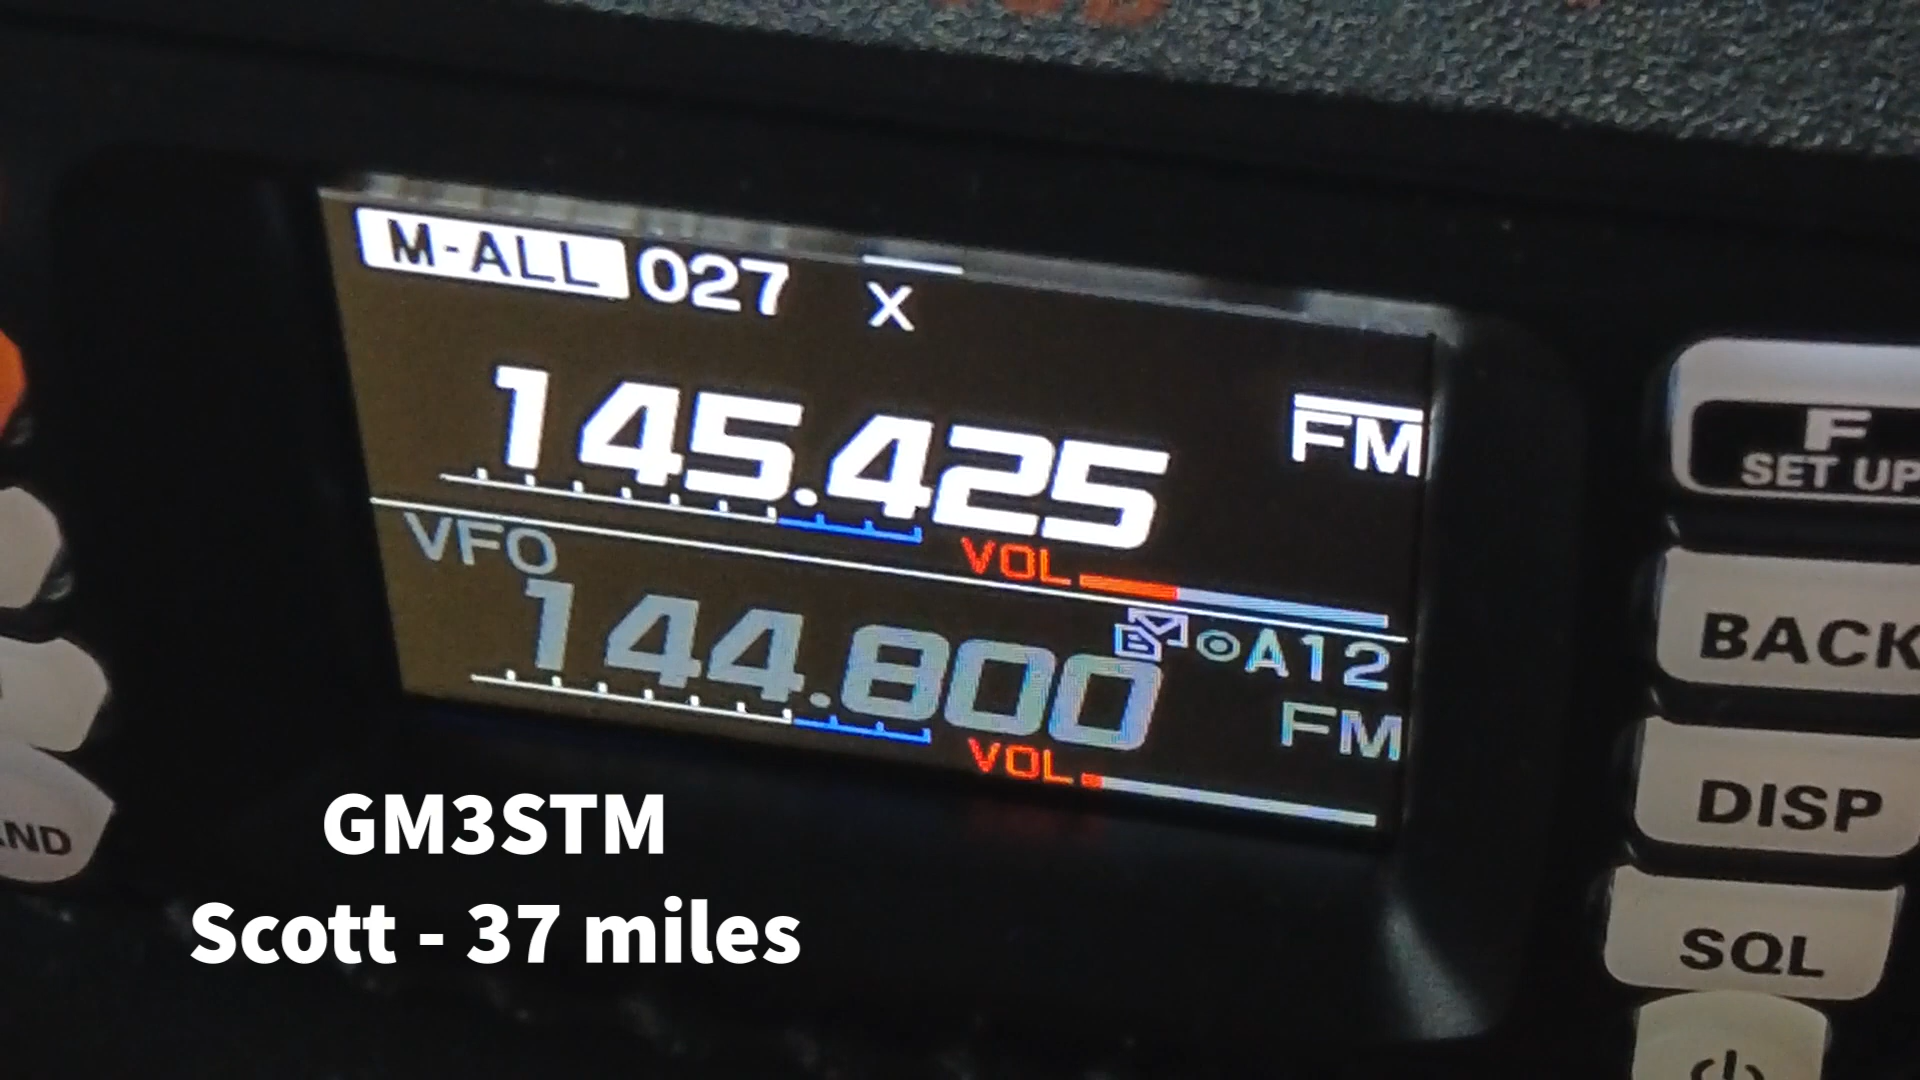 M-ALL 027 X
145.425 FM
VOL
VFO
A12
144.800 FM
VOL
F
SET UP
BACK
DISP
SQL
GM3STM
Scott - 37 miles